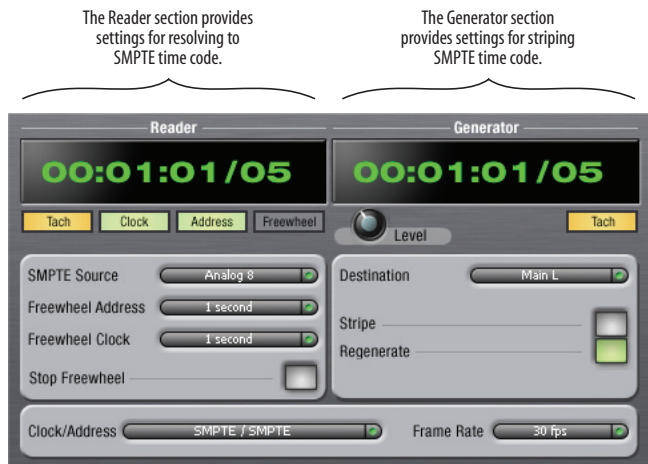 The Reader section provides
settings for resolving to
SMPTE time code.
The Generator section
provides settings for striping
SMPTE time code.
Reader
00:01:01/05
Tach Clock Address Freewheel
SMPTE Source Analog 8
Freewheel Address 1 second
Freewheel Clock 1 second
Stop Freewheel
Generator
00:01:01/05
Level
Tach
Destination Main L
Stripe
Regenerate
Clock/Address SMPTE / SMPTE Frame Rate 30 fps